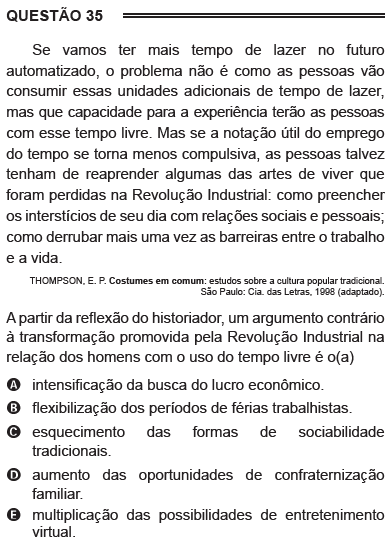 QUESTÃO 35
Se vamos ter mais tempo de lazer no futuro
automatizado, o problema não é como as pessoas vão
consumir essas unidades adicionais de tempo de lazer,
mas que capacidade para a experiência terão as pessoas
com esse tempo livre. Mas se a notação útil do emprego
do tempo se torna menos compulsiva, as pessoas talvez
tenham de reaprender algumas das artes de viver que
foram perdidas na Revolução Industrial: como preencher
os interstícios de seu dia com relações sociais e pessoais;
como derrubar mais uma vez as barreiras entre o trabalho
e a vida.
THOMPSON, E. P. Costumes em comum: estudos sobre a cultura popular tradicional.
São Paulo: Cia. das Letras, 1998 (adaptado).
A partir da reflexão do historiador, um argumento contrário
à transformação promovida pela Revolução Industrial na
relação dos homens com o uso do tempo livre é o(a)
A intensificação da busca do lucro econômico.
B flexibilização dos períodos de férias trabalhistas.
C esquecimento das formas de sociabilidade
tradicionais.
D aumento das oportunidades de confraternização
familiar.
E multiplicação das possibilidades de entretenimento
virtual.